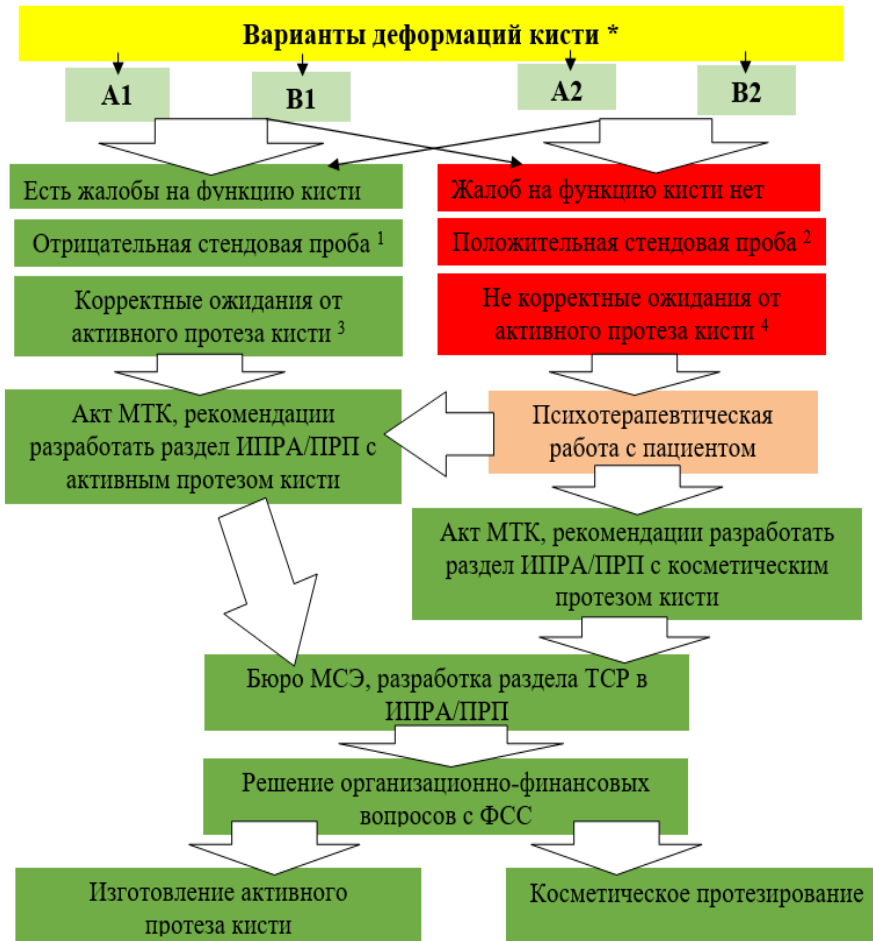 Варианты деформаций кисти *
A1
B1
A2
B2
Есть жалобы на функцию кисти
Жалоб на функцию кисти нет
Отрицательная стендовая проба 1
Положительная стендовая проба 2
Корректные ожидания от
активного протеза кисти 3
Не корректные ожидания от
активного протеза кисти 4
Акт МТК, рекомендации
разработать раздел ИПРА/ПРП с
активным протезом кисти
Психотерапевтическая
работа с пациентом
Акт МТК, рекомендации разработать
раздел ИПРА/ПРП с косметическим
протезом кисти
Бюро МСЭ, разработка раздела ТСР в
ИПРА/ПРП
Решение организационно-финансовых
вопросов с ФСС
Изготовление активного
протеза кисти
Косметическое протезирование